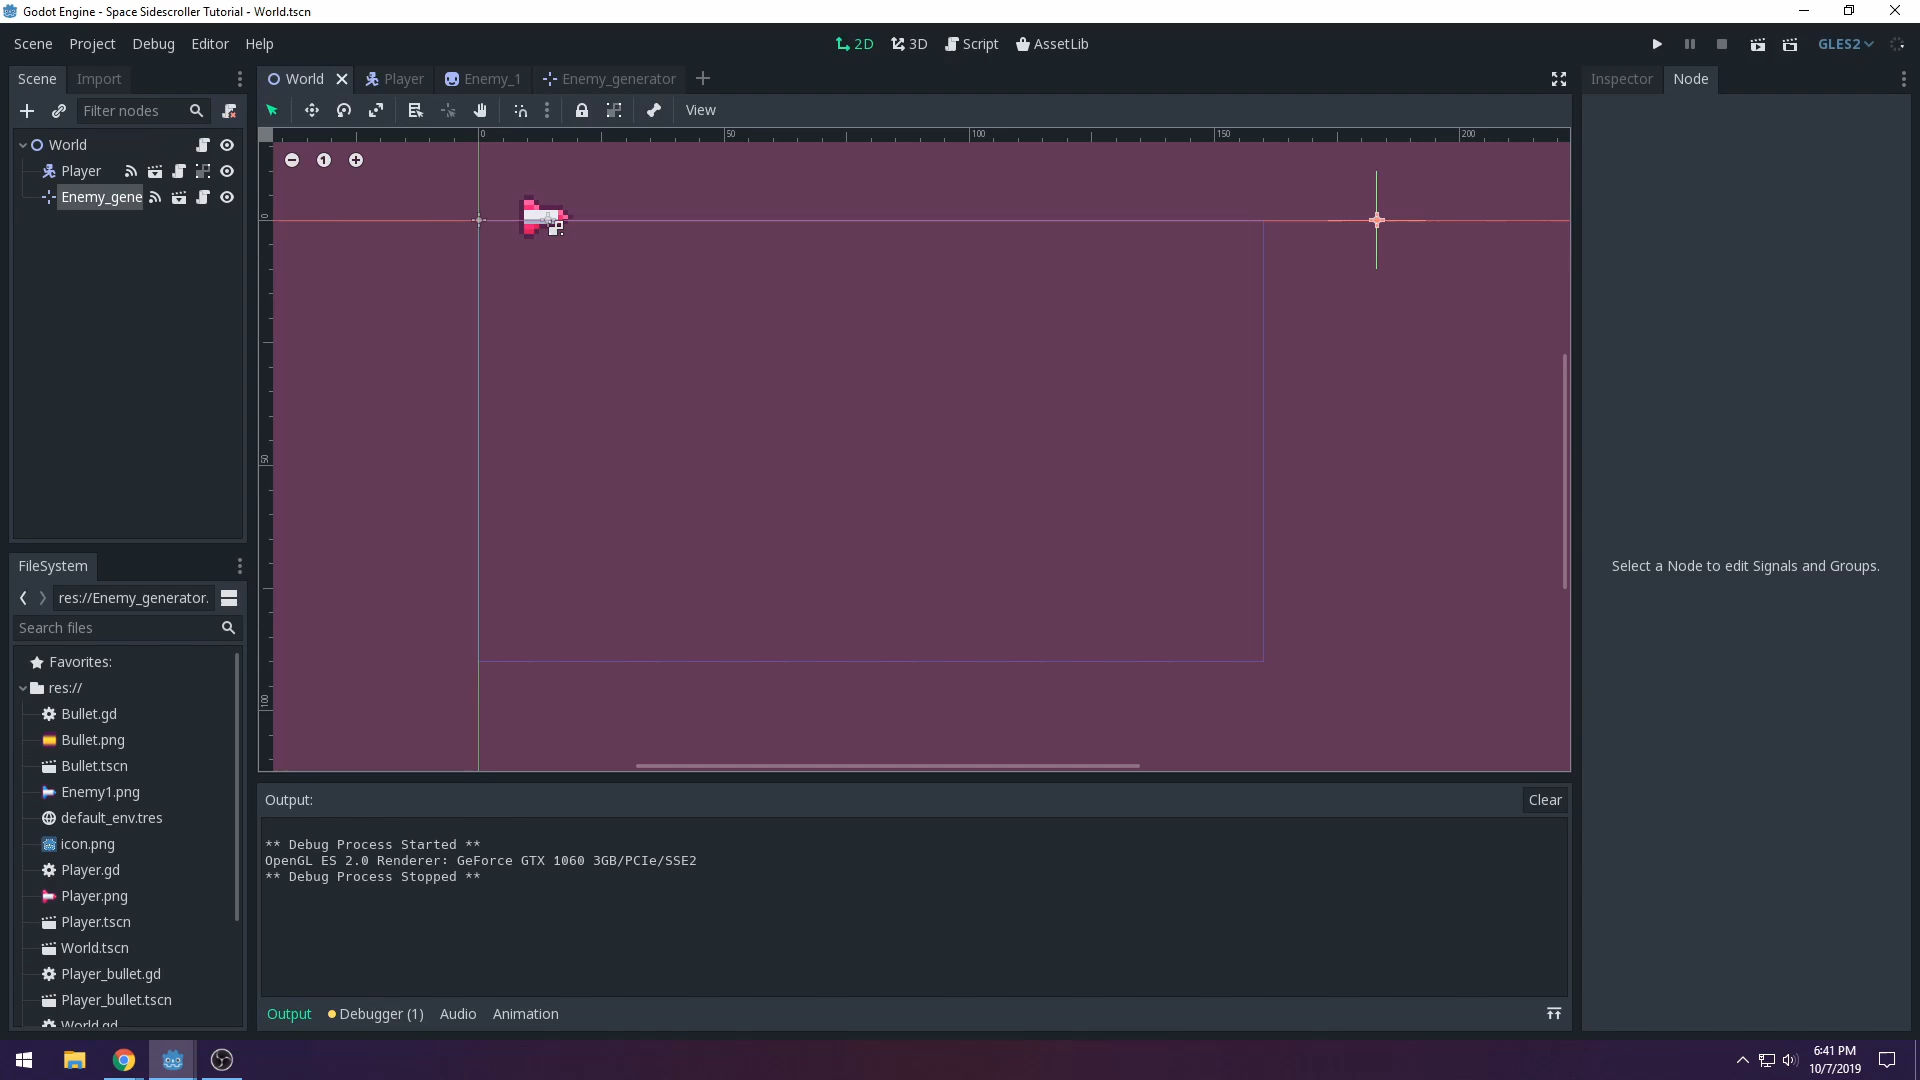 Godot Engine - Space Sidescroller Tutorial - World.tscn
Scene Project Debug Editor Help
2D 3D Script AssetLib
GLES2
Scene Import
World Player Enemy_1 Enemy_generator
Inspector Node
Filter nodes
View
World
Player
Enemy_gene
0 50 100 150 200
1
0
50
100
Select a Node to edit Signals and Groups.
FileSystem
res://Enemy_generator.
Search files
Favorites:
res://
Bullet.gd
Bullet.png
Bullet.tscn
Enemy1.png
default_env.tres
icon.png
Player.gd
Player.png
Player.tscn
World.tscn
Player_bullet.gd
Player_bullet.tscn
World.gd
Output:
Clear
** Debug Process Started **
OpenGL ES 2.0 Renderer: GeForce GTX 1060 3GB/PCIe/SSE2
** Debug Process Stopped **
Output Debugger (1) Audio Animation
6:41 PM
10/7/2019